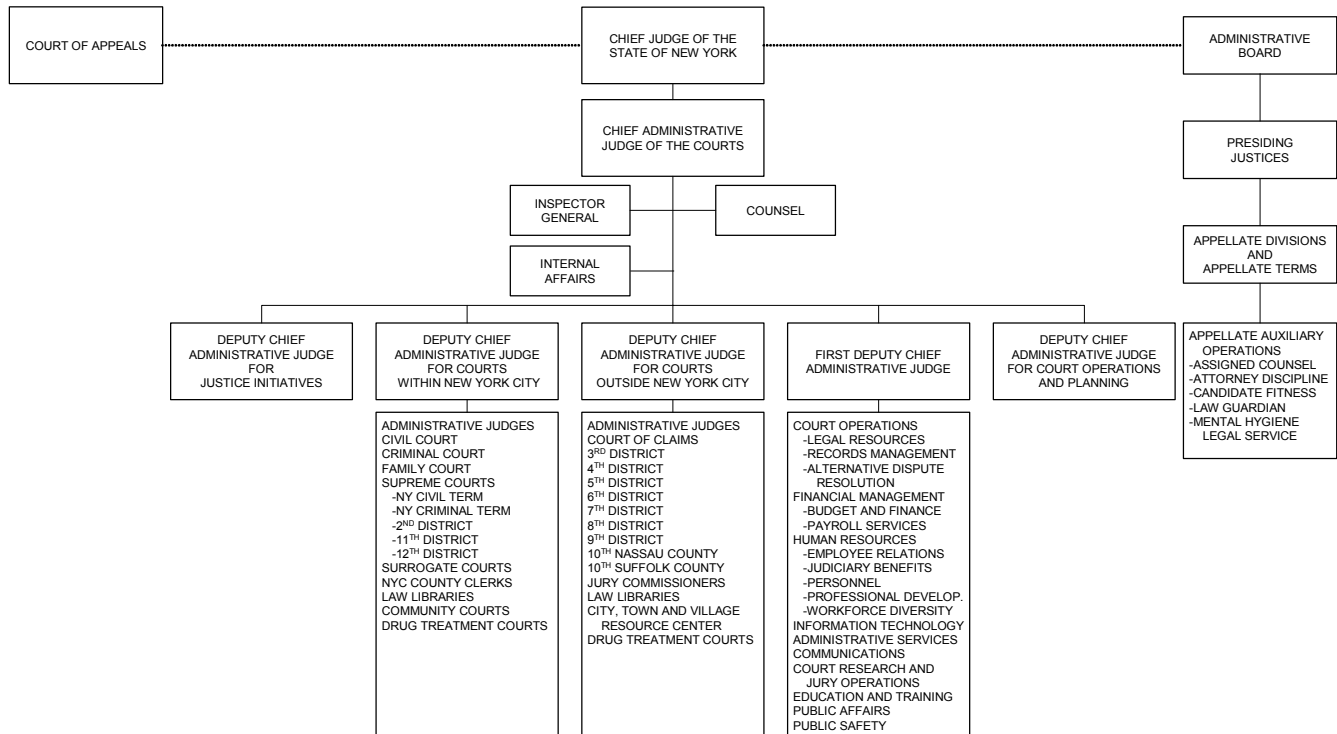 COURT OF APPEALS
CHIEF JUDGE OF THE
STATE OF NEW YORK
ADMINISTRATIVE
BOARD
CHIEF ADMINISTRATIVE
JUDGE OF THE COURTS
PRESIDING
JUSTICES
INSPECTOR
GENERAL
COUNSEL
INTERNAL
AFFAIRS
APPELLATE DIVISIONS
AND
APPELLATE TERMS
DEPUTY CHIEF
ADMINISTRATIVE JUDGE
FOR
JUSTICE INITIATIVES
DEPUTY CHIEF
ADMINISTRATIVE JUDGE
FOR COURTS
WITHIN NEW YORK CITY
DEPUTY CHIEF
ADMINISTRATIVE JUDGE
FOR COURTS
OUTSIDE NEW YORK CITY
FIRST DEPUTY CHIEF
ADMINISTRATIVE JUDGE
DEPUTY CHIEF
ADMINISTRATIVE JUDGE
FOR COURT OPERATIONS
AND PLANNING
APPELLATE AUXILIARY
OPERATIONS
-ASSIGNED COUNSEL
-ATTORNEY DISCIPLINE
-CANDIDATE FITNESS
-LAW GUARDIAN
-MENTAL HYGIENE
LEGAL SERVICE
ADMINISTRATIVE JUDGES
CIVIL COURT
CRIMINAL COURT
FAMILY COURT
SUPREME COURTS
-NY CIVIL TERM
-NY CRIMINAL TERM
-2ND DISTRICT
-11TH DISTRICT
-12TH DISTRICT
SURROGATE COURTS
NYC COUNTY CLERKS
LAW LIBRARIES
COMMUNITY COURTS
DRUG TREATMENT COURTS
ADMINISTRATIVE JUDGES
COURT OF CLAIMS
3RD DISTRICT
4TH DISTRICT
5TH DISTRICT
6TH DISTRICT
7TH DISTRICT
8TH DISTRICT
9TH DISTRICT
10TH NASSAU COUNTY
10TH SUFFOLK COUNTY
JURY COMMISSIONERS
LAW LIBRARIES
CITY, TOWN AND VILLAGE
RESOURCE CENTER
DRUG TREATMENT COURTS
COURT OPERATIONS
-LEGAL RESOURCES
-RECORDS MANAGEMENT
-ALTERNATIVE DISPUTE
RESOLUTION
FINANCIAL MANAGEMENT
-BUDGET AND FINANCE
-PAYROLL SERVICES
HUMAN RESOURCES
-EMPLOYEE RELATIONS
-JUDICIARY BENEFITS
-PERSONNEL
-PROFESSIONAL DEVELOP.
-WORKFORCE DIVERSITY
INFORMATION TECHNOLOGY
ADMINISTRATIVE SERVICES
COMMUNICATIONS
COURT RESEARCH AND
JURY OPERATIONS
EDUCATION AND TRAINING
PUBLIC AFFAIRS
PUBLIC SAFETY